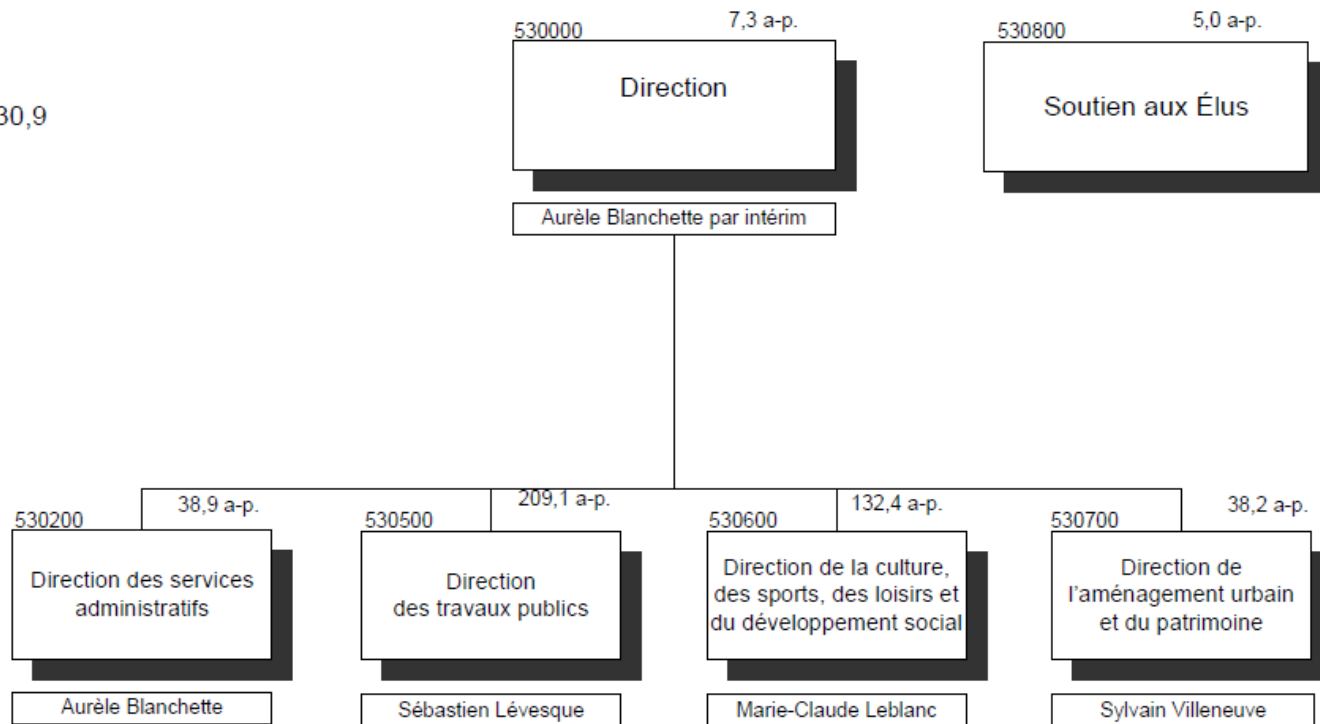 530000
7,3 a-p.
530800
5,0 a-p.
Direction
Soutien aux Élus
30,9
Aurèle Blanchette par intérim
530200
38,9 a-p.
530500
209,1 a-p.
530600
132,4 a-p.
530700
38,2 a-p.
Direction des services
administratifs
Direction
des travaux publics
Direction de la culture,
des sports, des loisirs et
du développement social
Direction de
l'aménagement urbain
et du patrimoine
Aurèle Blanchette
Sébastien Lévesque
Marie-Claude Leblanc
Sylvain Villeneuve